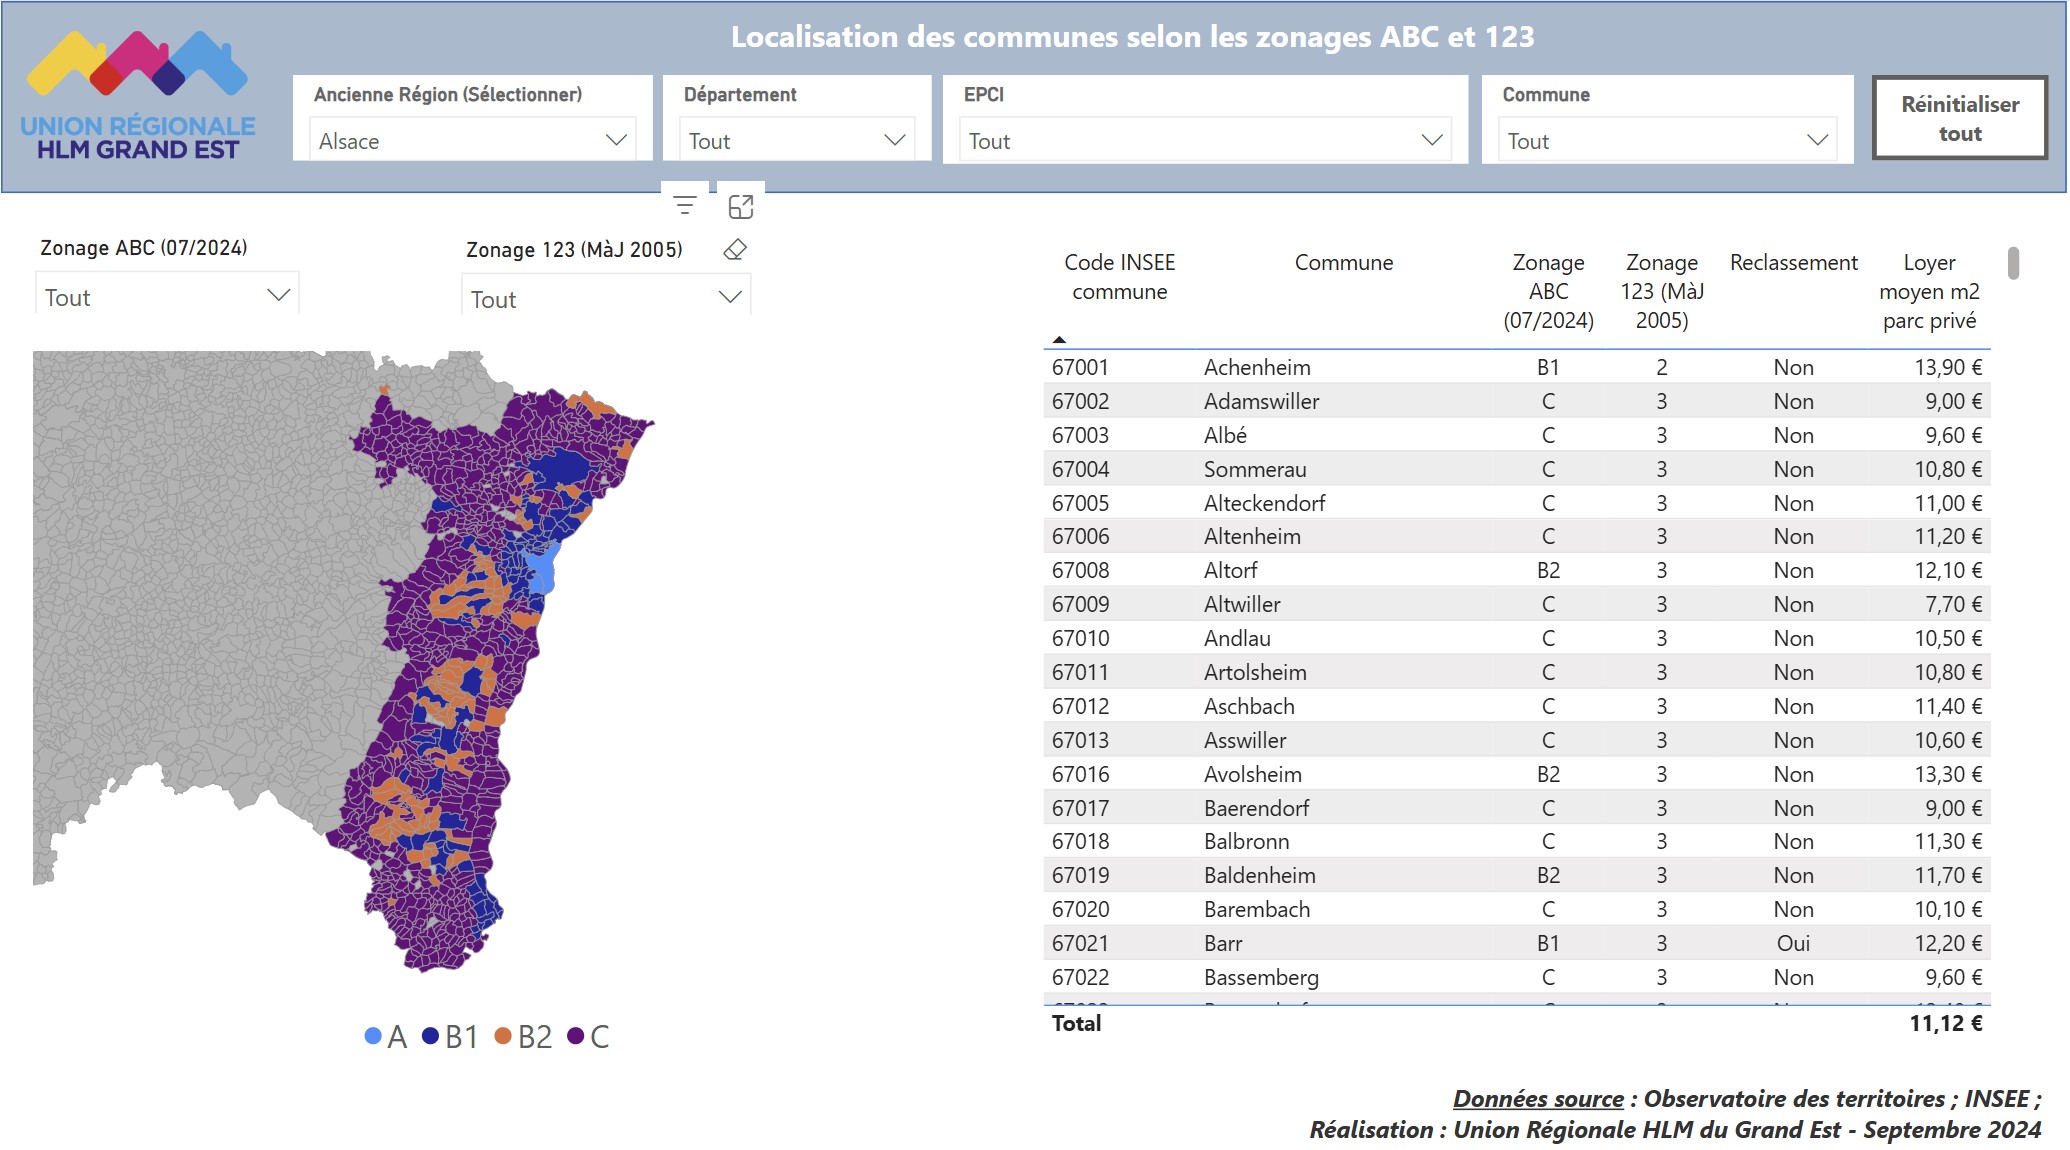 Localisation des communes selon les zonages ABC et 123
UNION RÉGIONALE
HLM GRAND EST
Ancienne Région (Sélectionner)
Alsace
Département
Tout
EPCI
Tout
Commune
Tout
Réinitialiser
tout
Zonage ABC (07/2024)
Tout
Zonage 123 (MàJ 2005)
Tout
A B1 B2 C
Code INSEE commune Commune Zonage ABC (07/2024) Zonage 123 (MàJ 2005) Reclassement Loyer moyen m2 parc privé
67001 Achenheim B1 2 Non 13,90 €
67002 Adamswiller C 3 Non 9,00 €
67003 Albé C 3 Non 9,60 €
67004 Sommerau C 3 Non 10,80 €
67005 Alteckendorf C 3 Non 11,00 €
67006 Altenheim C 3 Non 11,20 €
67008 Altorf B2 3 Non 12,10 €
67009 Altwiller C 3 Non 7,70 €
67010 Andlau C 3 Non 10,50 €
67011 Artolsheim C 3 Non 10,80 €
67012 Aschbach C 3 Non 11,40 €
67013 Asswiller C 3 Non 10,60 €
67016 Avolsheim B2 3 Non 13,30 €
67017 Baerendorf C 3 Non 9,00 €
67018 Balbronn C 3 Non 11,30 €
67019 Baldenheim B2 3 Non 11,70 €
67020 Barembach C 3 Non 10,10 €
67021 Barr B1 3 Oui 12,20 €
67022 Bassemberg C 3 Non 9,60 €
Total 11,12 €
Données source : Observatoire des territoires ; INSEE ;
Réalisation : Union Régionale HLM du Grand Est - Septembre 2024